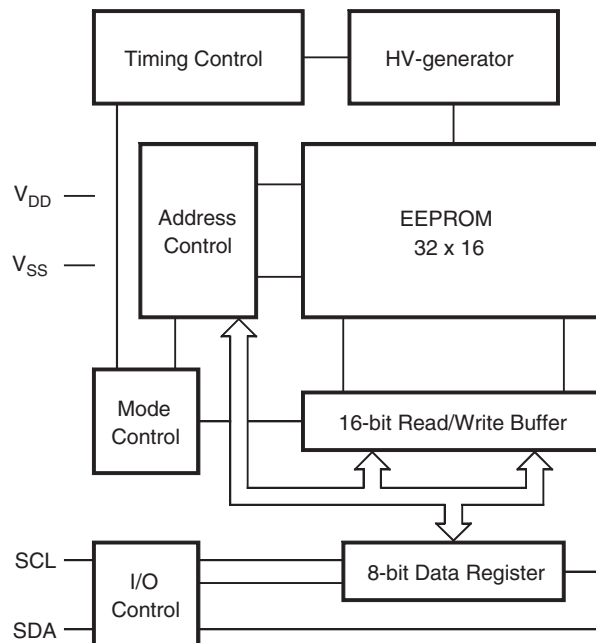 Timing Control
HV-generator
VDD
VSS
Address
Control
EEPROM
32 x 16
Mode
Control
16-bit Read/Write Buffer
SCL
SDA
I/O
Control
8-bit Data Register